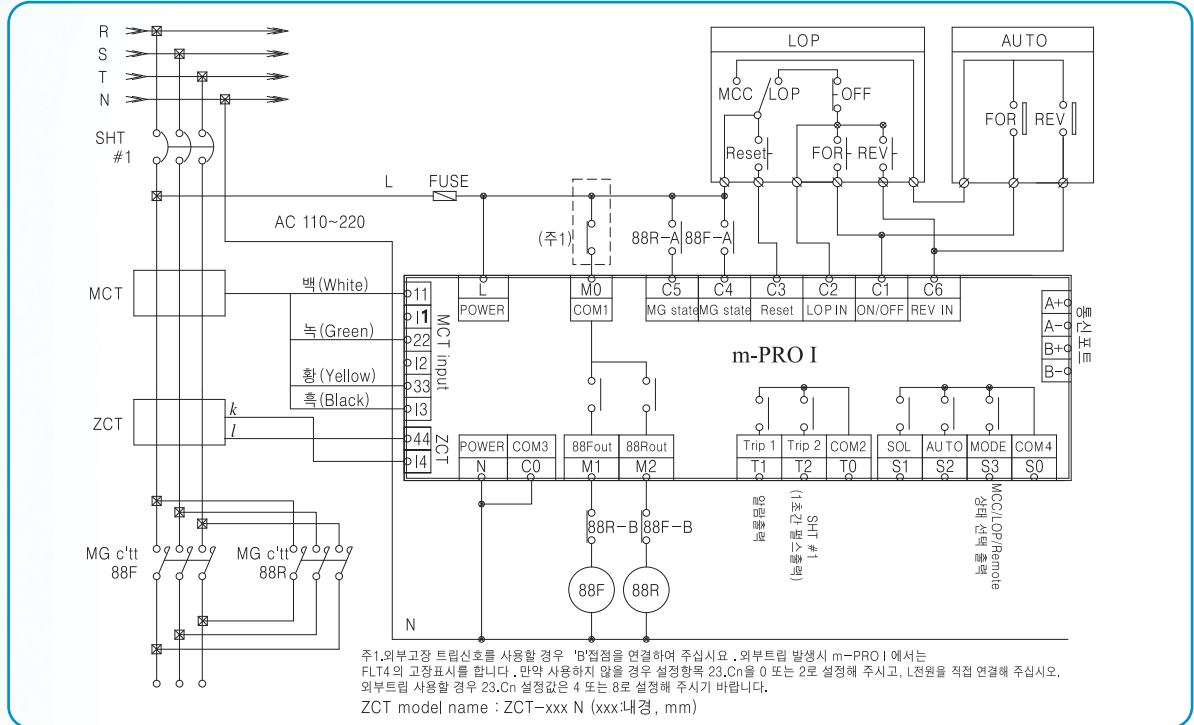 R
S
T
N
SHT
#1
L
FUSE
AC 110~220
(주1)
88R-A
88F-A
LOP
MCC
LOP
OFF
Reset
FOR
REV
AUTO
FOR
REV
MCT
ZCT
백(White)
녹(Green)
황(Yellow)
흑(Black)
k
l
11
I1
22
I2
33
I3
44
I4
MCT input
ZCT
L
POWER
M0
COM1
C5
MG state
C4
MG state
C3
Reset
C2
LOP IN
C1
ON/OFF
C6
REV IN
m-PRO I
A+
A-
B+
B-
통신포트
POWER
N
COM3
C0
88Fout
M1
88Rout
M2
Trip 1
T1
Trip 2
T2
COM2
T0
SOL
S1
AUTO
S2
MODE
S3
COM4
S0
알람출력
SHT #1
(1초간 펄스출력)
MCC/LOP/Remote
상태 선택 출력
88R-B
88F-B
88F
88R
MG c'tt
88F
MG c'tt
88R
N
주1.외부고장 트립신호를 사용할 경우 'B'접점을 연결하여 주십시요 . 외부트립 발생시 m-PRO I 에서는
FLT4 의 고장표시를 합니다 . 만약 사용하지 않을 경우 설정항목 23.Cn을 0 또는 2로 설정해 주시고, L전원을 직접 연결해 주십시오.
외부트립 사용할 경우 23.Cn 설정값은 4 또는 8로 설정해 주시기 바랍니다.
ZCT model name : ZCT-xxx N (xxx:내경, mm)